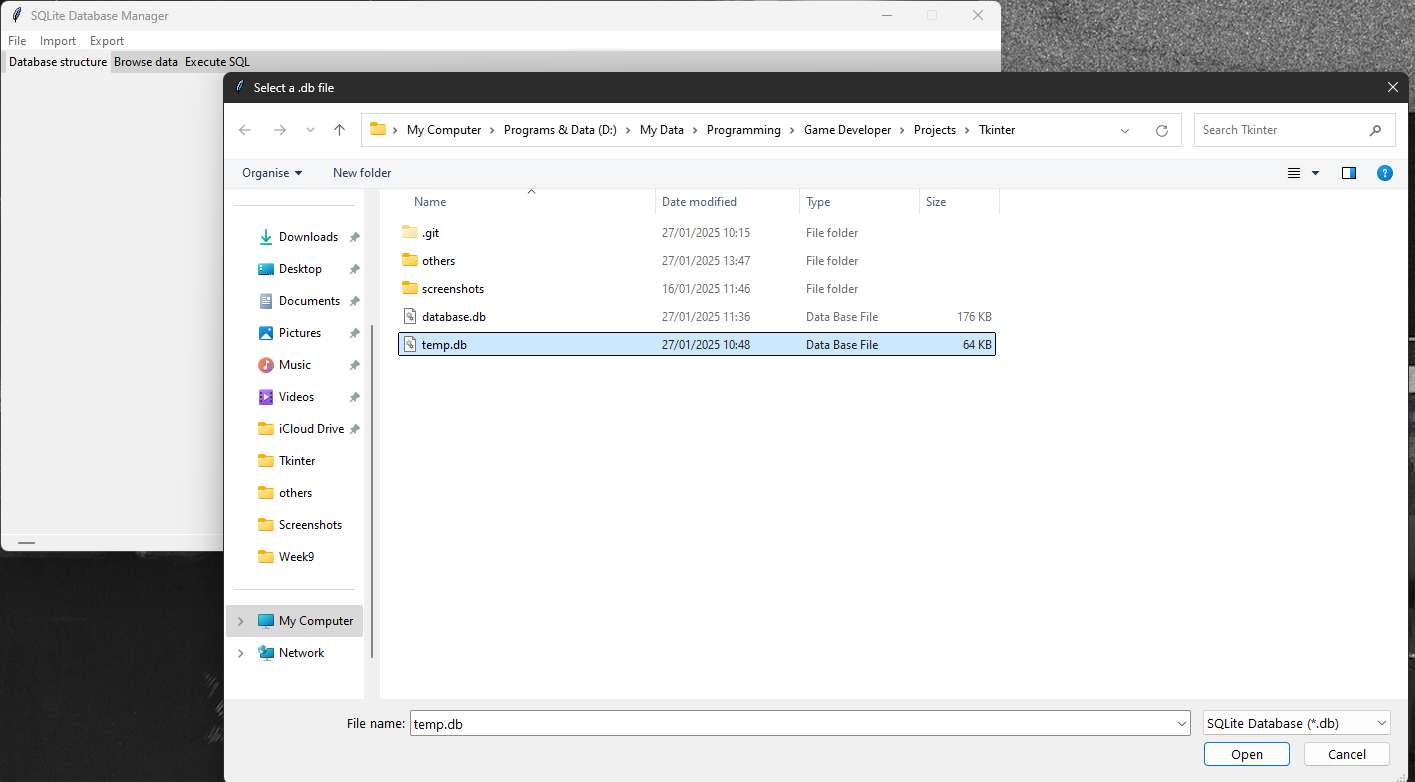 SQLite Database Manager
File Import Export
Database structure Browse data Execute SQL
Select a .db file
My Computer Programs & Data (D:) My Data Programming Game Developer Projects Tkinter
Search Tkinter
Organise New folder
Name Date modified Type Size
.git 27/01/2025 10:15 File folder
others 27/01/2025 13:47 File folder
screenshots 16/01/2025 11:46 File folder
database.db 27/01/2025 11:36 Data Base File 176 KB
temp.db 27/01/2025 10:48 Data Base File 64 KB
Downloads
Desktop
Documents
Pictures
Music
Videos
iCloud Drive
Tkinter
others
Screenshots
Week9
My Computer
Network
File name: temp.db SQLite Database (*.db)
Open Cancel